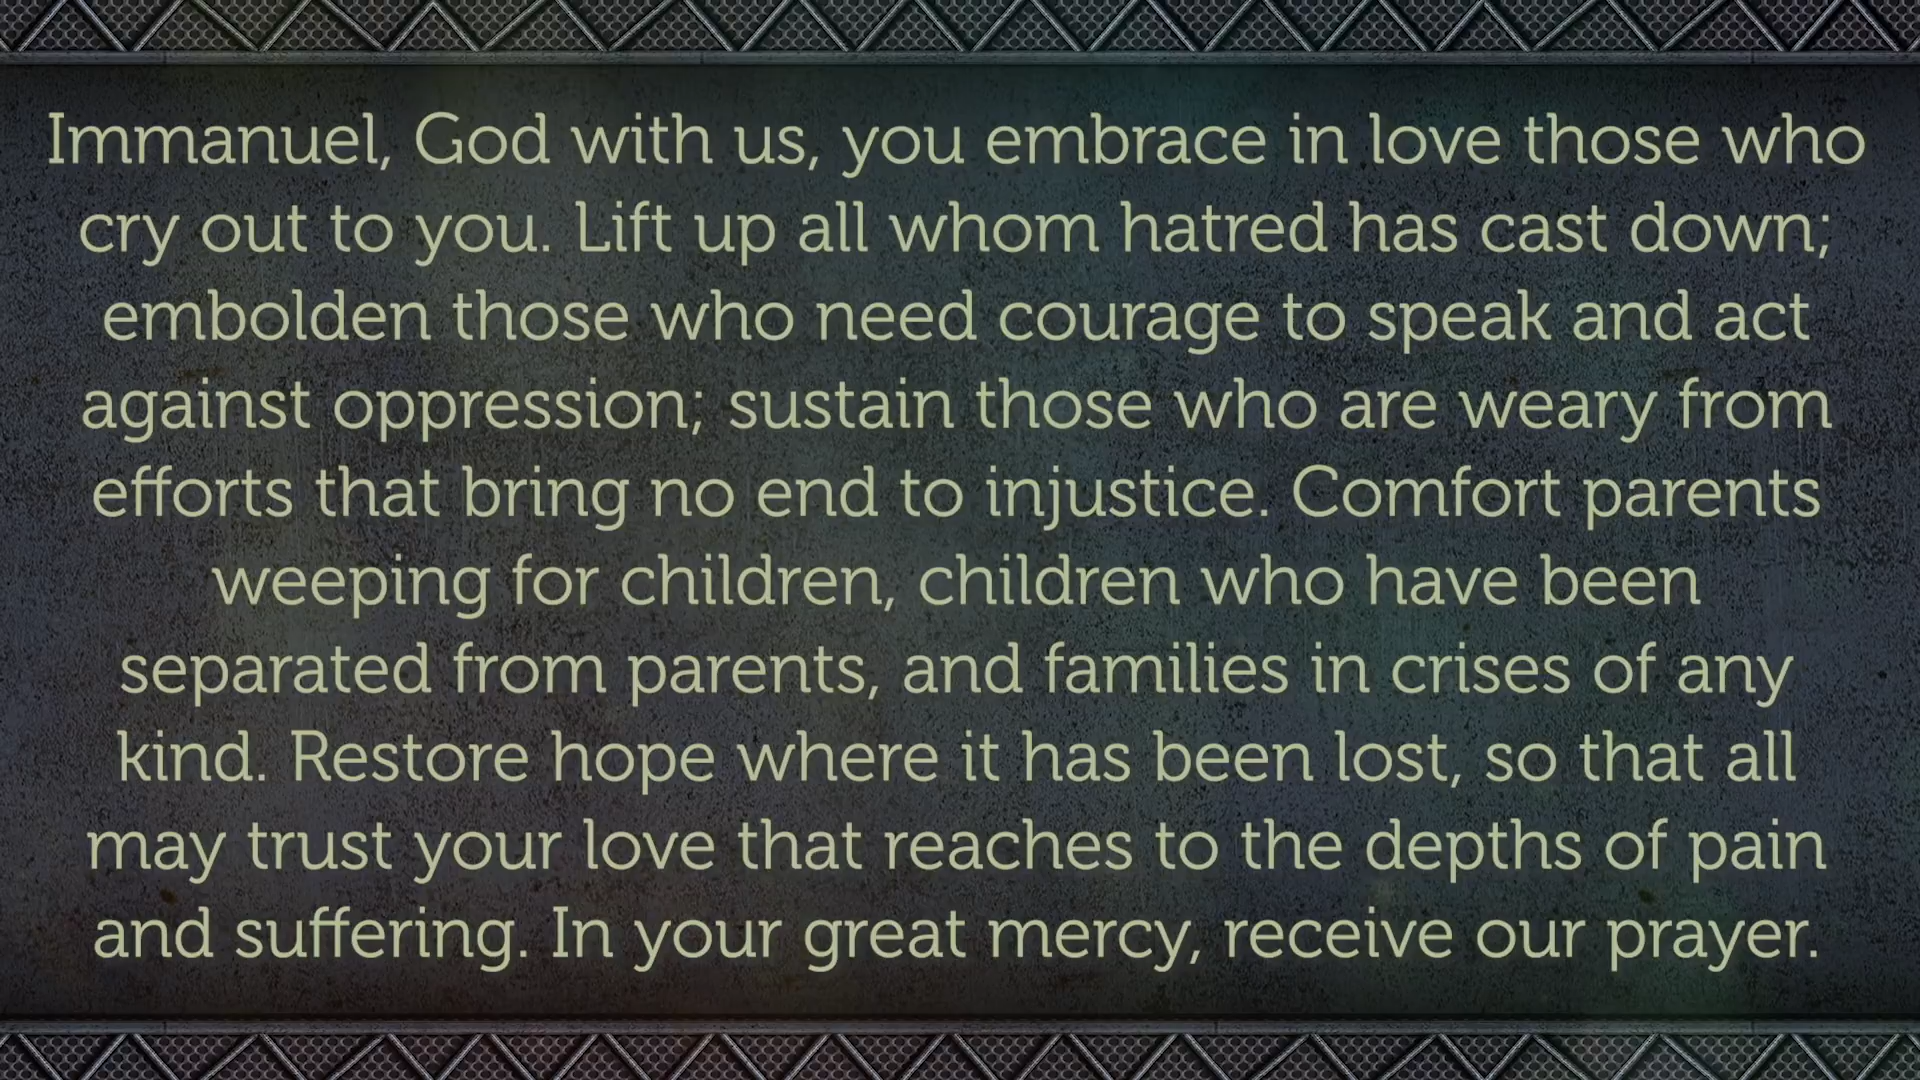 Immanuel, God with us, you embrace in love those who
cry out to you. Lift up all whom hatred has cast down;
embolden those who need courage to speak and act
against oppression; sustain those who are weary from
efforts that bring no end to injustice. Comfort parents
weeping for children, children who have been
separated from parents, and families in crises of any
kind. Restore hope where it has been lost, so that all
may trust your love that reaches to the depths of pain
and suffering. In your great mercy, receive our prayer.